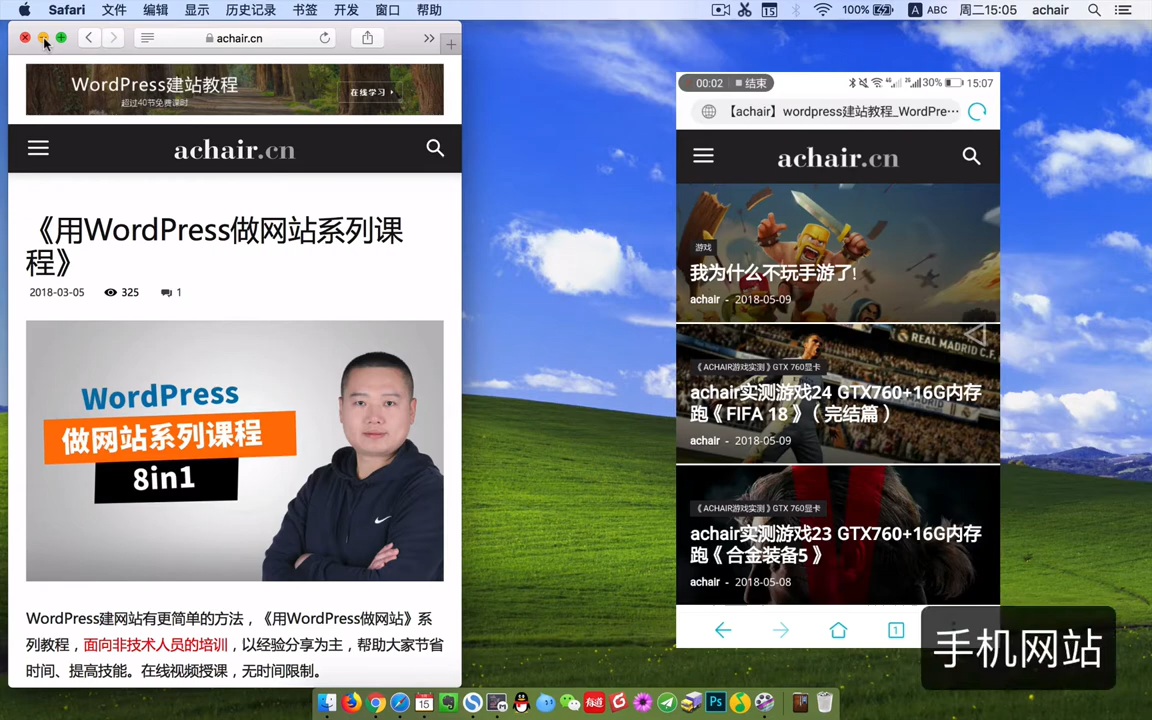 Safari 文件 编辑 显示 历史记录 书签 开发 窗口 帮助
15 100% A ABC 周二15:05 achair
achair.cn
WordPress建站教程
超过40节免费课时
在线学习
achair.cn
《用WordPress做网站系列课
程》
2018-03-05 325 1
WordPress
做网站系列课程
8in1
WordPress建网站有更简单的方法，《用WordPress做网站》系
列教程，面向非技术人员的培训，以经验分享为主，帮助大家节省
时间、提高技能。在线视频授课，无时间限制。
00:02 结束 30% 15:07
【achair】wordpress建站教程_WordPre···
achair.cn
游戏
我为什么不玩手游了!
achair - 2018-05-09
REAL MADRID C.F.
《ACHAIR游戏实测》GTX 760显卡
achair实测游戏24 GTX760+16G内存
跑《FIFA 18》（完结篇）
achair - 2018-05-09
《ACHAIR游戏实测》GTX 760显卡
achair实测游戏23 GTX760+16G内存
跑《合金装备5》
achair - 2018-05-08
1
手机网站
15 有道 Ps